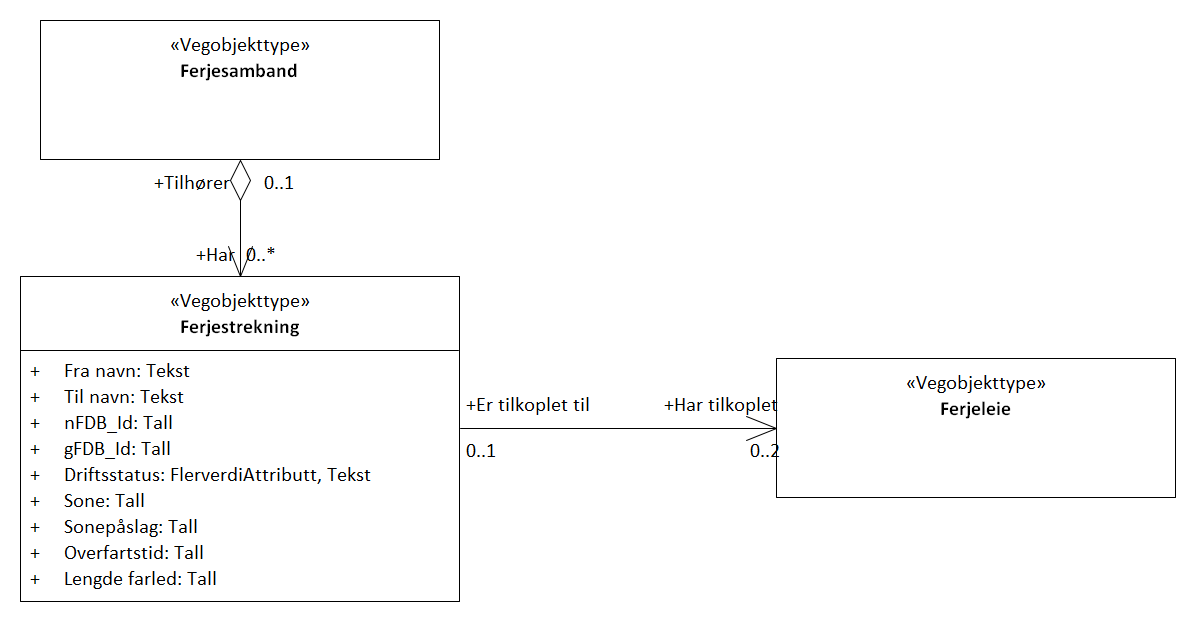 «Vegobjekttype»
Ferjesamband
+Tilhører 0..1
+Har 0..*
«Vegobjekttype»
Ferjestrekning
+ Fra navn: Tekst
+ Til navn: Tekst
+ nFDB_Id: Tall
+ gFDB_Id: Tall
+ Driftsstatus: FlerverdiAttributt, Tekst
+ Sone: Tall
+ Sonepåslag: Tall
+ Overfartstid: Tall
+ Lengde farled: Tall
+Er tilkoplet til +Har tilkoplet
0..1 0..2
«Vegobjekttype»
Ferjeleie